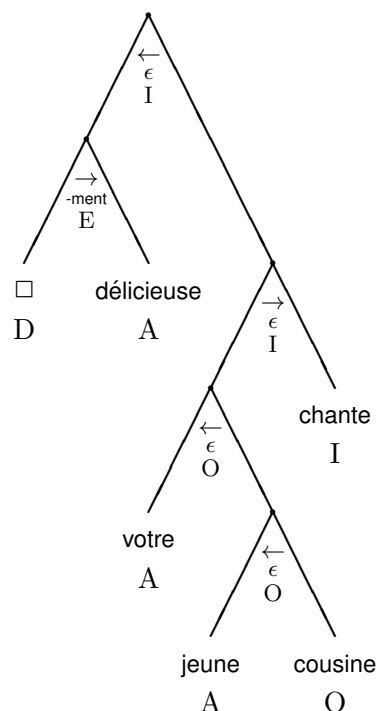 ←
ϵ
I
→
-ment
E
□ délicieuse
D A
→
ϵ
I
←
ϵ
O
chante
I
votre
A
←
ϵ
O
jeune cousine
A O